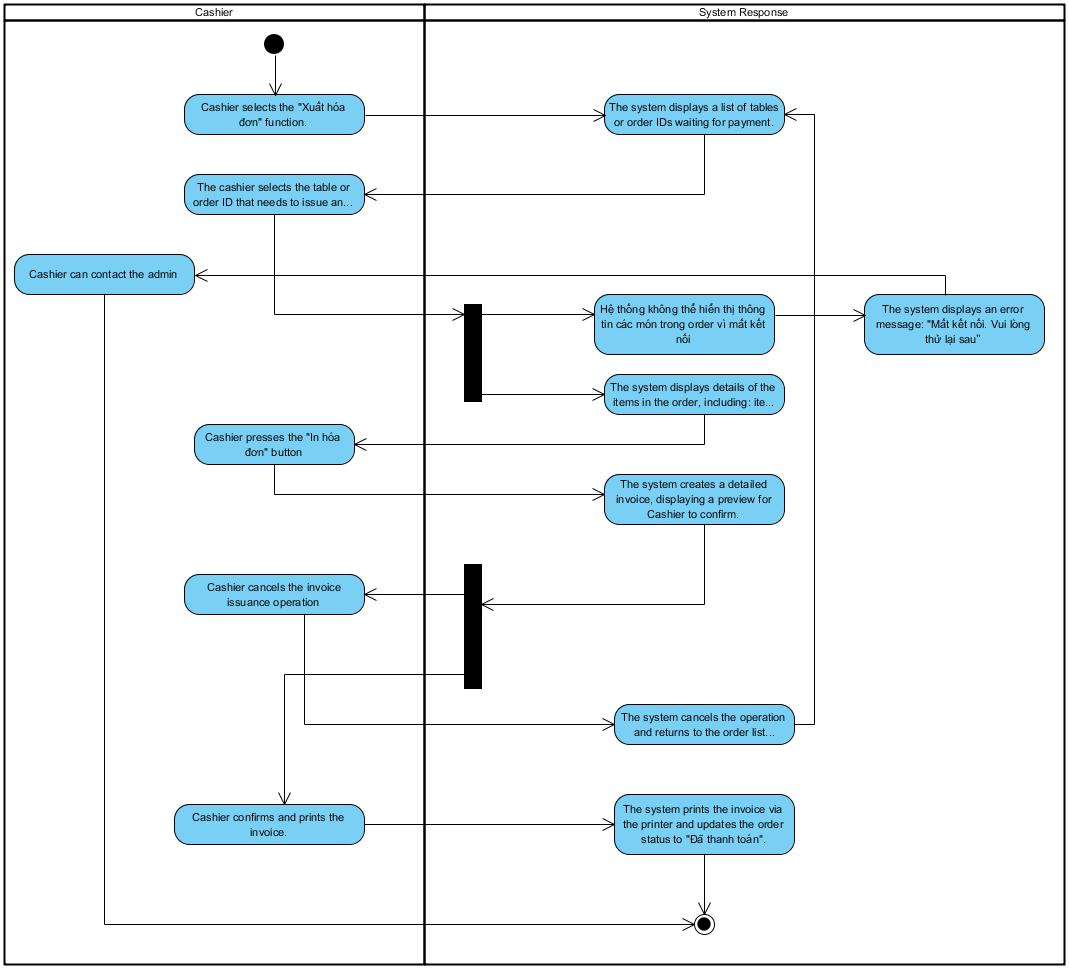 Cashier
System Response
Cashier selects the "Xuất hóa
đơn" function.
The system displays a list of tables
or order IDs waiting for payment.
The cashier selects the table or
order ID that needs to issue an...
Cashier can contact the admin
Hệ thống không thể hiển thị thông
tin các món trong order vì mất kết
nối
The system displays an error
message: "Mất kết nối. Vui lòng
thử lại sau"
The system displays details of the
items in the order, including: ite...
Cashier presses the "In hóa
đơn" button
The system creates a detailed
invoice, displaying a preview for
Cashier to confirm.
Cashier cancels the invoice
issuance operation
The system cancels the operation
and returns to the order list...
Cashier confirms and prints the
invoice.
The system prints the invoice via
the printer and updates the order
status to "Đã thanh toán".